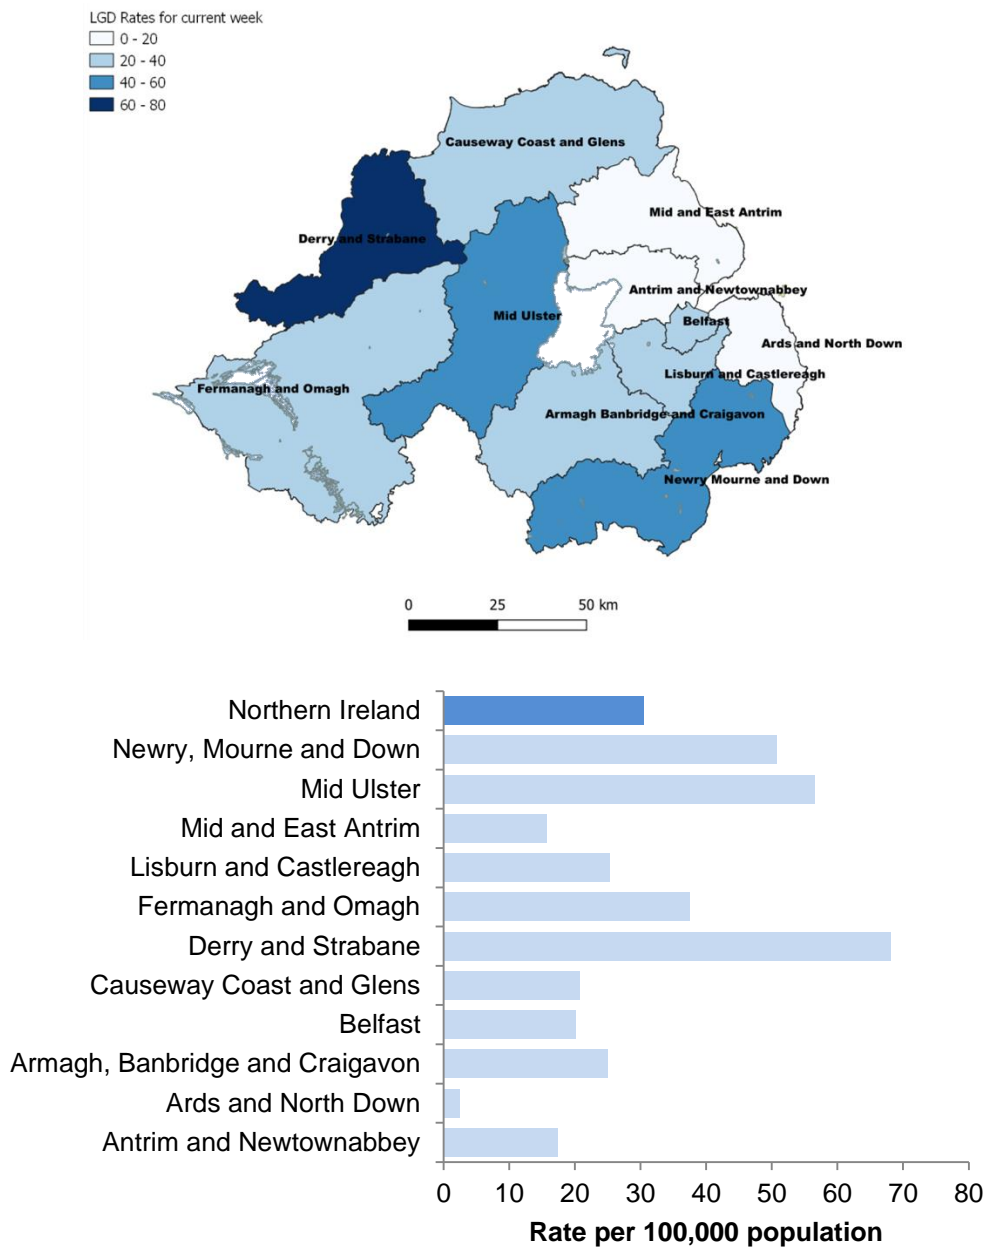 LGD Rates for current week
0 - 20
20 - 40
40 - 60
60 - 80
Causeway Coast and Glens
Mid and East Antrim
Derry and Strabane
Antrim and Newtownabbey
Mid Ulster
Belfast
Ards and North Down
Lisburn and Castlereagh
Fermanagh and Omagh
Armagh Banbridge and Craigavon
Newry Mourne and Down
0 25 50 km
Northern Ireland
Newry, Mourne and Down
Mid Ulster
Mid and East Antrim
Lisburn and Castlereagh
Fermanagh and Omagh
Derry and Strabane
Causeway Coast and Glens
Belfast
Armagh, Banbridge and Craigavon
Ards and North Down
Antrim and Newtownabbey
0 10 20 30 40 50 60 70 80
Rate per 100,000 population